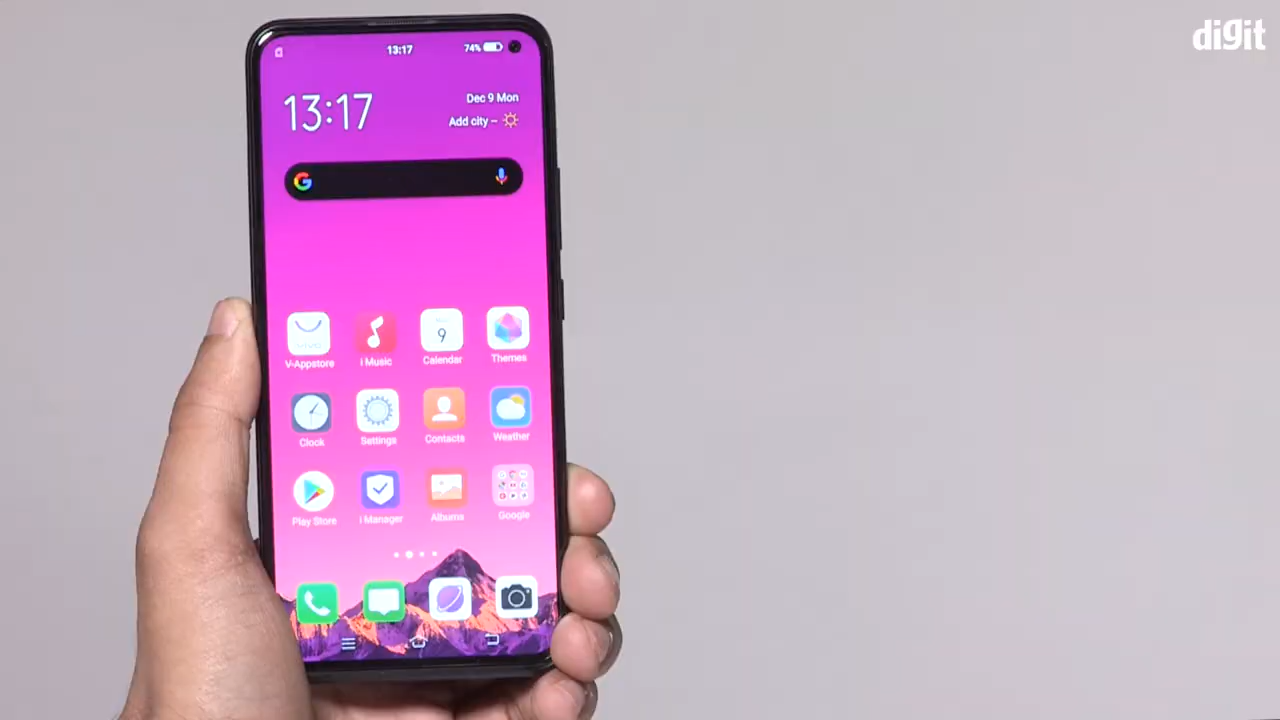 digit
13:17
74%
13:17
Dec 9 Mon
Add city –
V-Appstore
i Music
9
Calendar
Themes
Clock
Settings
Contacts
Weather
Play Store
i Manager
Albums
Google